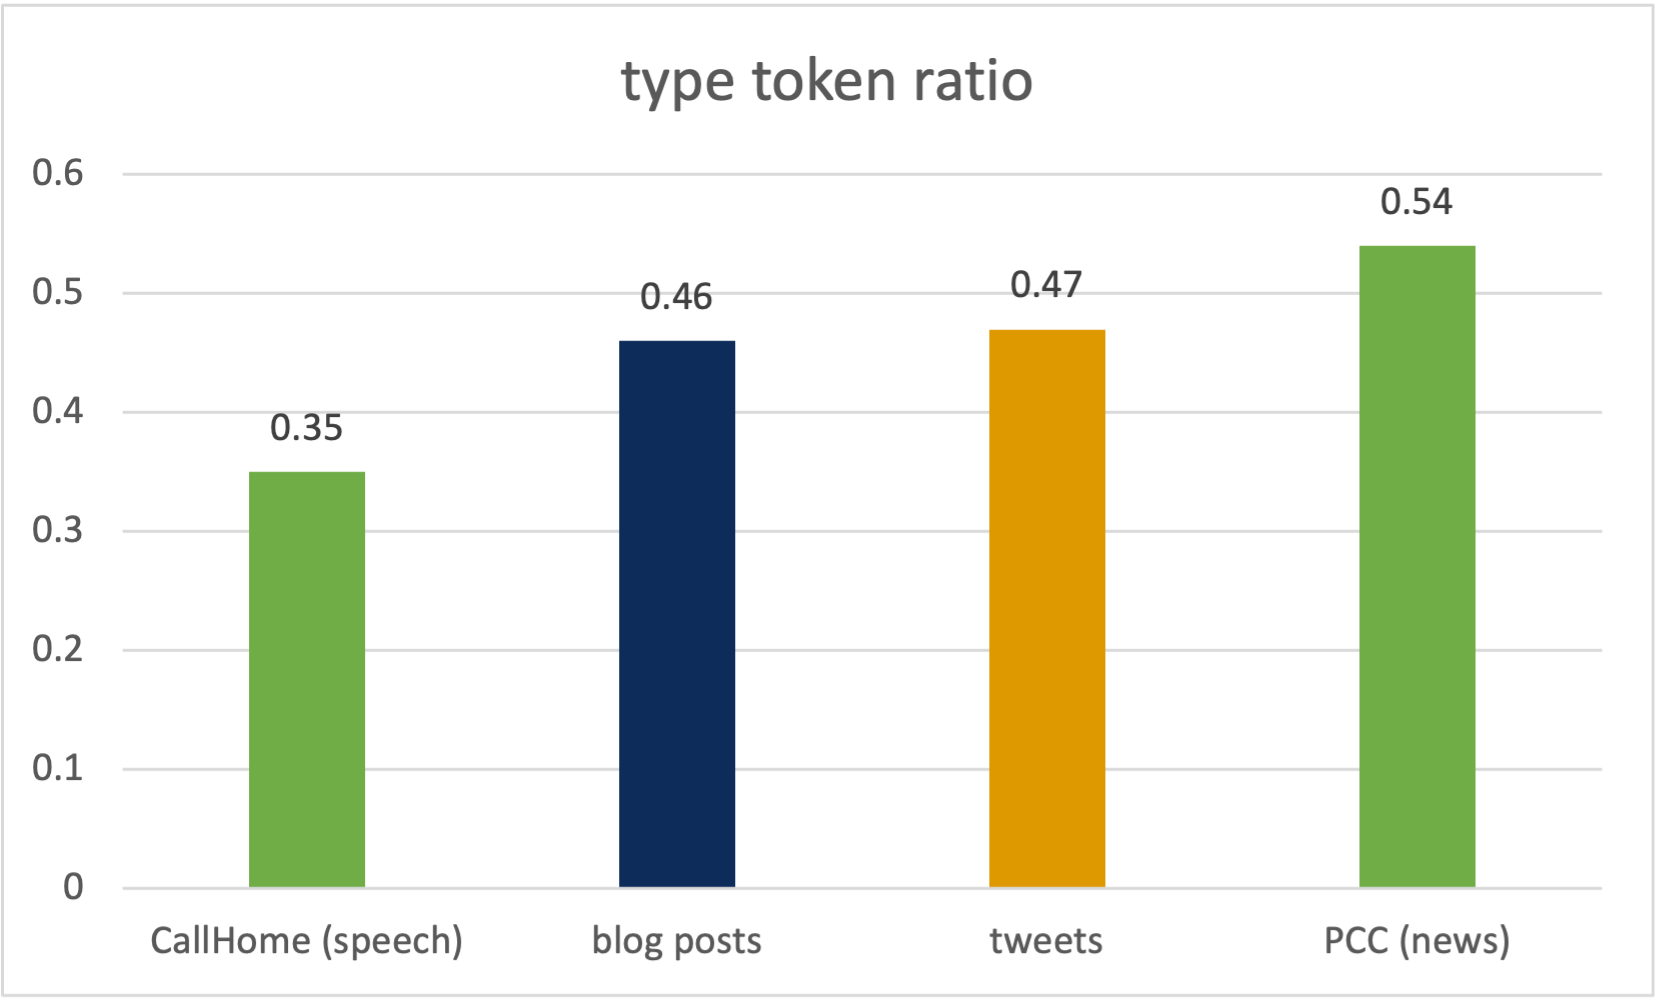 type token ratio
0.6
0.5
0.4
0.3
0.2
0.1
0
0.35
0.46
0.47
0.54
CallHome (speech)
blog posts
tweets
PCC (news)